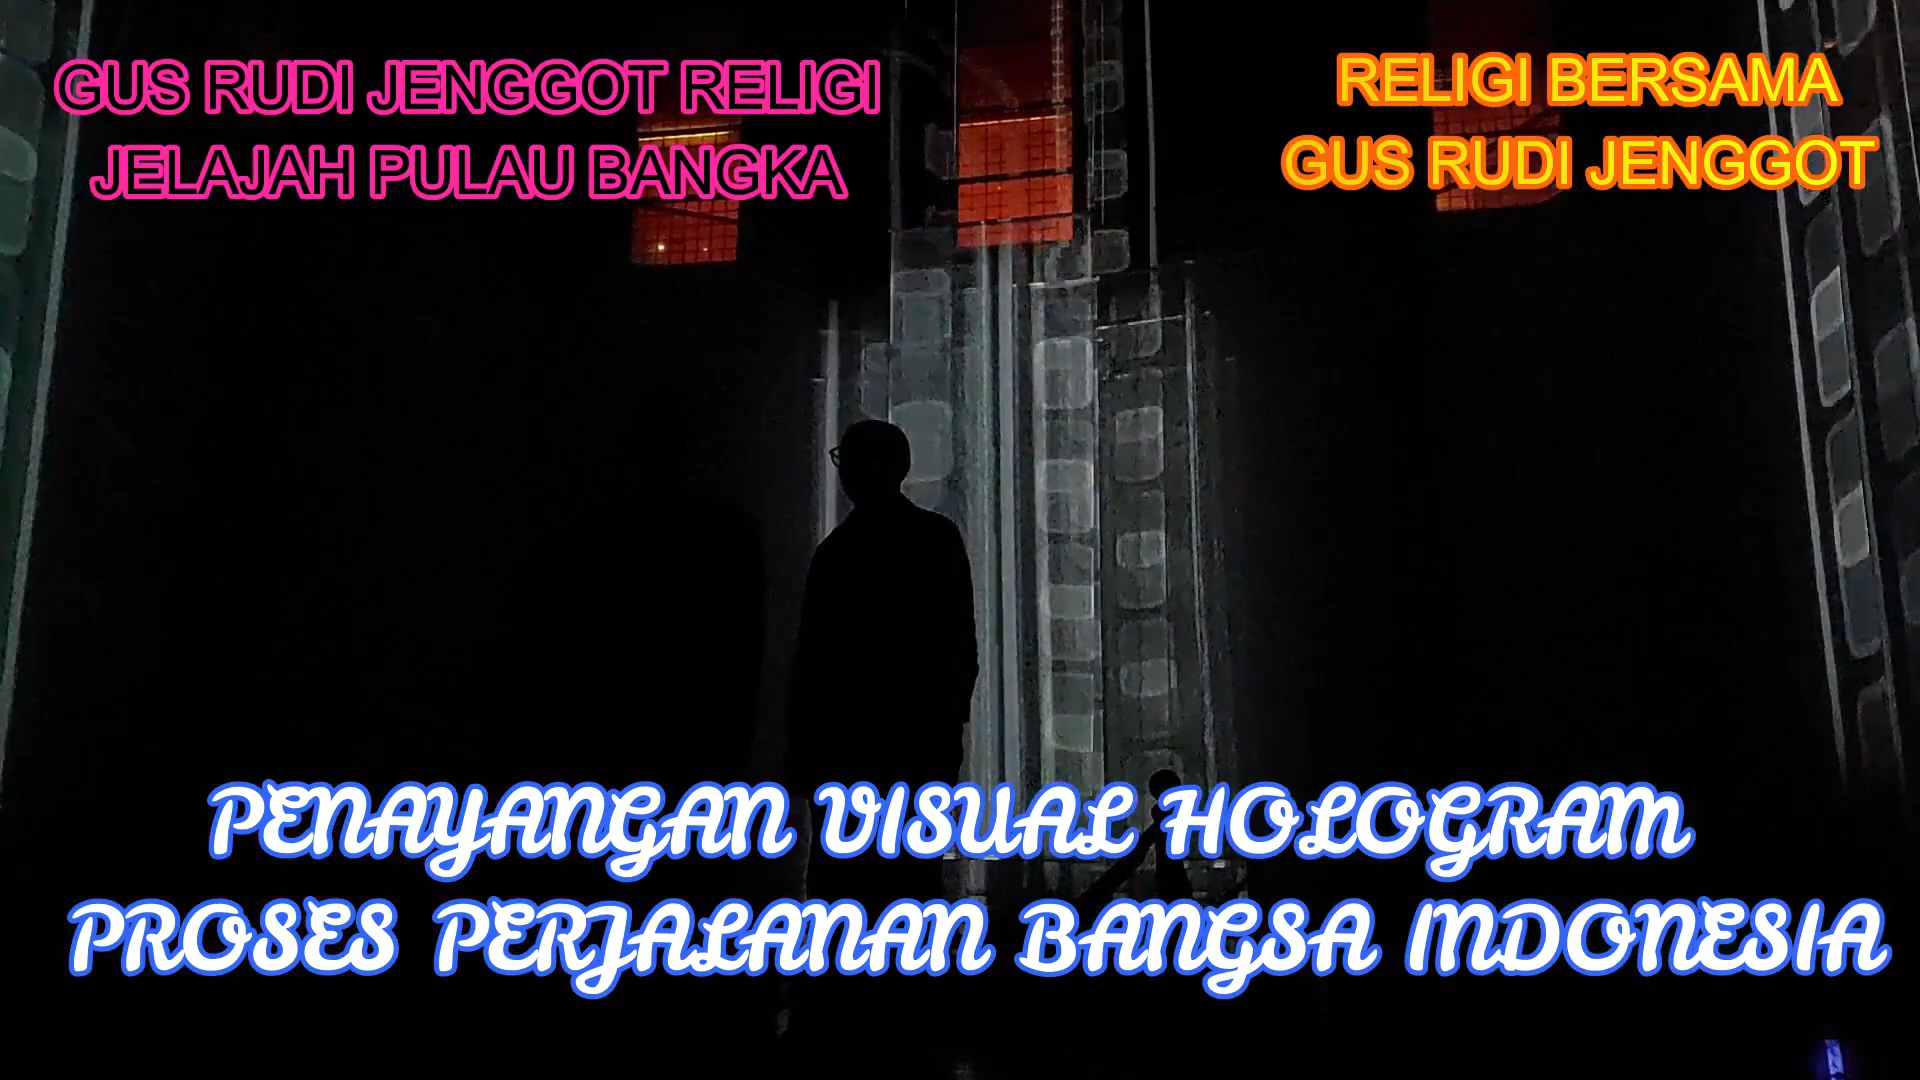 GUS RUDI JENGGOT RELIGI
JELAJAH PULAU BANGKA
RELIGI BERSAMA
GUS RUDI JENGGOT
PENAYANGAN VISUAL HOLOGRAM
PROSES PERJALANAN BANGSA INDONESIA